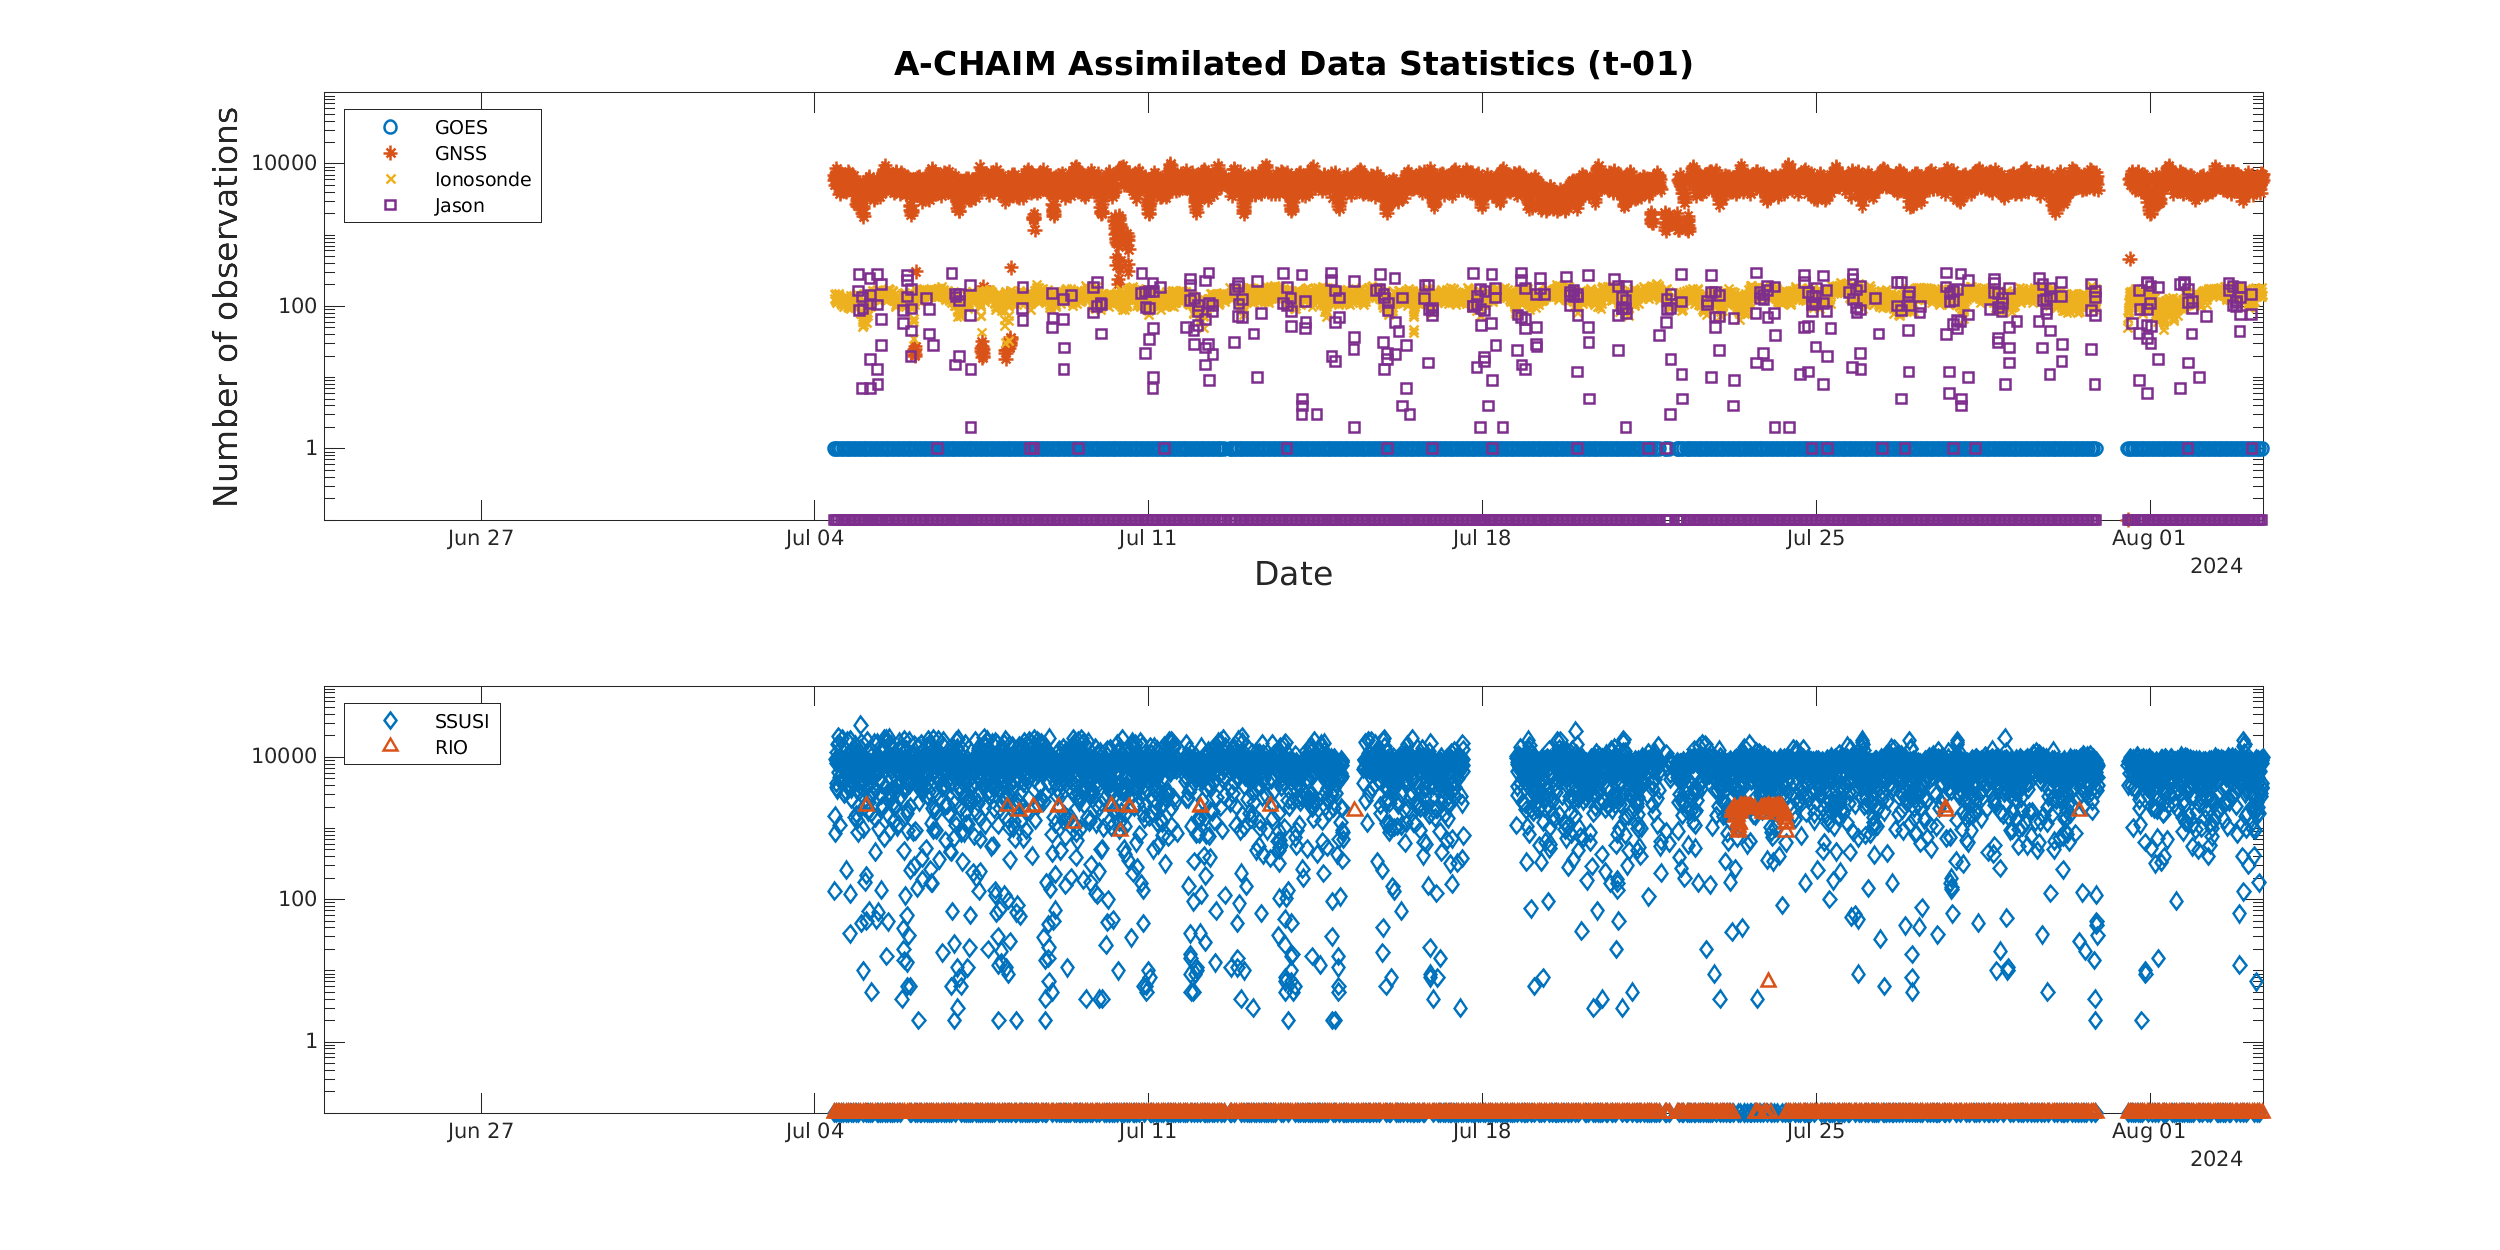 A-CHAIM Assimilated Data Statistics (t-01)
Number of observations
10000
100
1
GOES
GNSS
Ionosonde
Jason
Jun 27
Jul 04
Jul 11
Jul 18
Jul 25
Aug 01
2024
Date
10000
100
1
SSUSI
RIO
Jun 27
Jul 04
Jul 11
Jul 18
Jul 25
Aug 01
2024